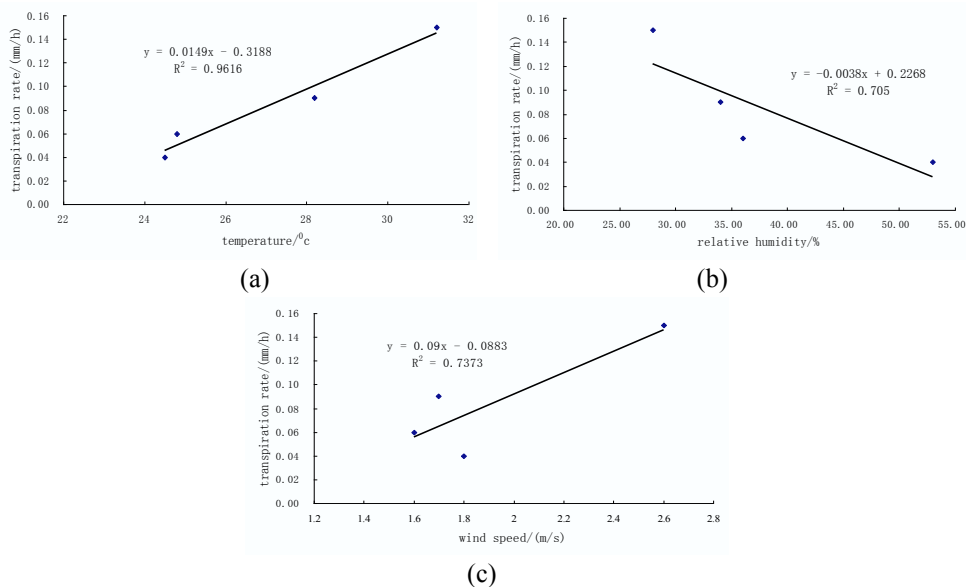 transpiration rate/(mm/h)
0.16
0.14
0.12
0.10
0.08
0.06
0.04
0.02
0.00
y = 0.0149x - 0.3188
R² = 0.9616
22 24 26 28 30 32
temperature/⁰c
(a)
transpiration rate/(mm/h)
0.16
0.14
0.12
0.10
0.08
0.06
0.04
0.02
0.00
y = -0.0038x + 0.2268
R² = 0.705
20.00 25.00 30.00 35.00 40.00 45.00 50.00 55.00
relative humidity/%
(b)
transpiration rate/(mm/h)
0.16
0.14
0.12
0.10
0.08
0.06
0.04
0.02
0.00
y = 0.09x - 0.0883
R² = 0.7373
1.2 1.4 1.6 1.8 2 2.2 2.4 2.6 2.8
wind speed/(m/s)
(c)